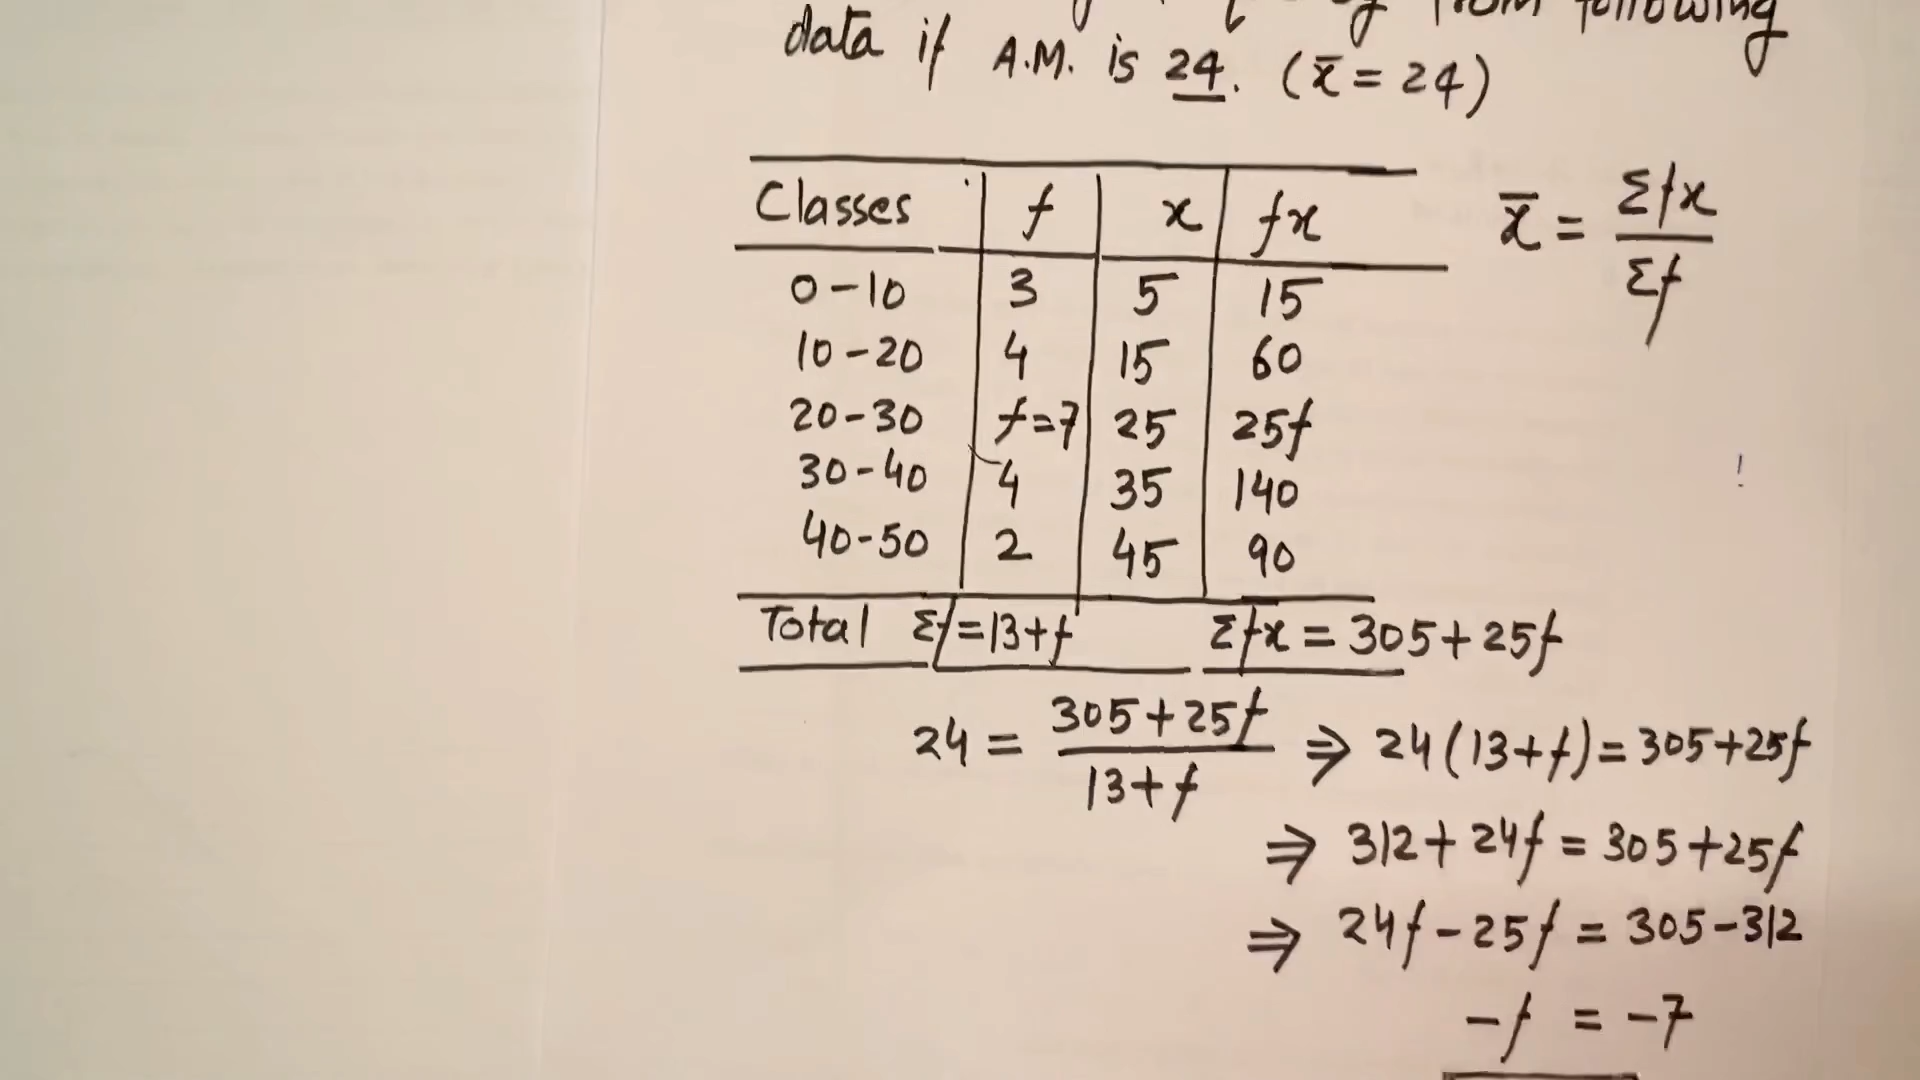 from following
data if A.M. is 24. (x̄ = 24)
Classes f x fx
0-10 3 5 15
10-20 4 15 60
20-30 f=7 25 25f
30-40 4 35 140
40-50 2 45 90
Total Σf=13+f Σfx = 305+25f
x̄ = Σfx / Σf
24 = 305+25f / 13+f ⇒ 24(13+f)=305+25f
⇒ 312+24f = 305+25f
⇒ 24f-25f = 305-312
-f = -7